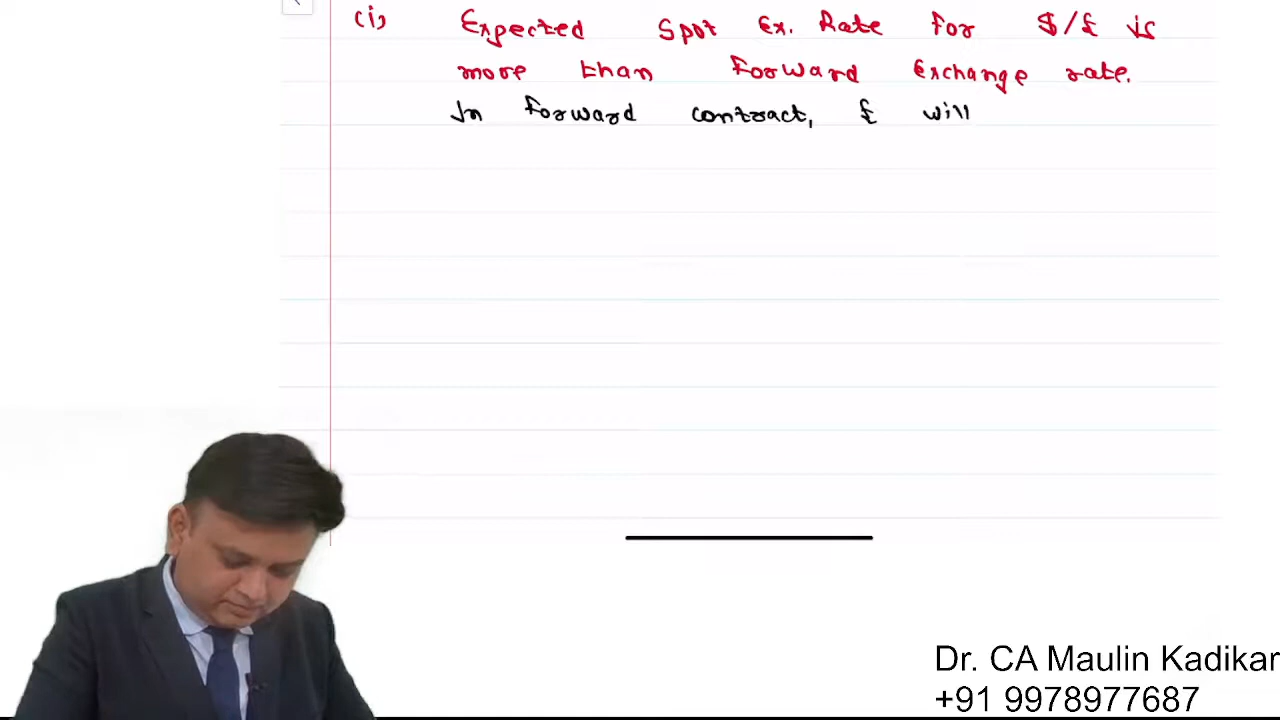 (i) Expected Spot Ex. Rate for $/£ is
more than forward exchange rate.
In forward contract, £ will
Dr. CA Maulin Kadikar
+91 9978977687